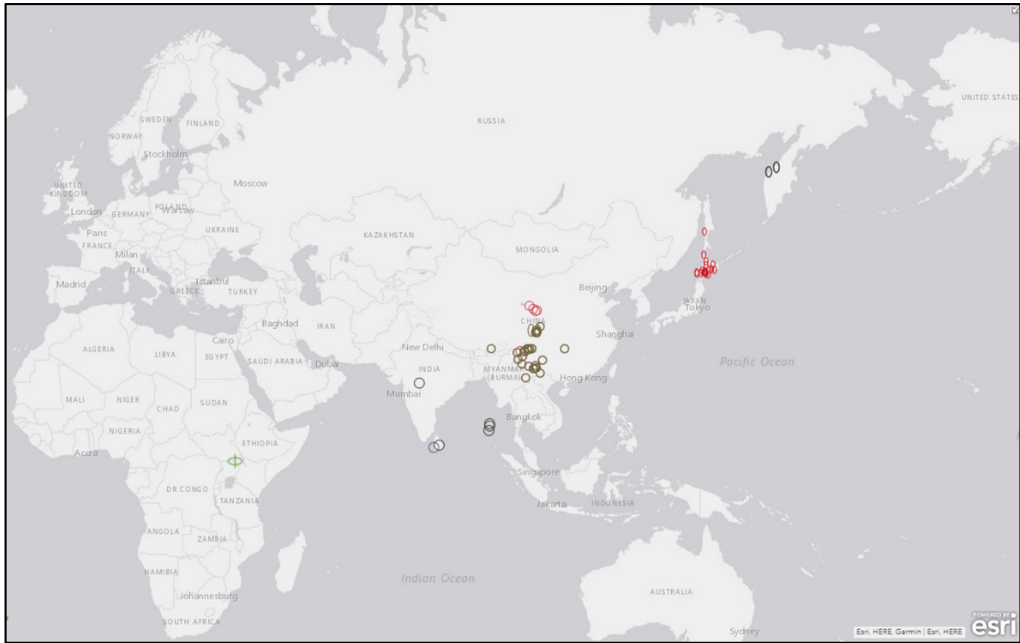 UNITED STATES
RUSSIA
SWEDEN
FINLAND
NORWAY
Stockholm
Moscow
UNITED
KINGDOM
London
POLAND
GERMANY
Warsaw
Paris
UKRAINE
FRANCE
KAZAKHSTAN
Milan
MONGOLIA
ITALY
Istanbul
Madrid
GREECE
TURKEY
Beijing
JAPAN
Tokyo
Baghdad
IRAN
CHINA
Shanghai
Cairo
ALGERIA
LIBYA
EGYPT
SAUDI ARABIA
Dubai
New Delhi
INDIA
MYANMAR
(BURMA)
Hong Kong
Pacific Ocean
Mumbai
MALI
NIGER
CHAD
SUDAN
Bangkok
NIGERIA
ETHIOPIA
Accra
Singapore
DR CONGO
TANZANIA
Jakarta
INDONESIA
ANGOLA
ZAMBIA
NAMIBIA
Indian Ocean
AUSTRALIA
Johannesburg
SOUTH AFRICA
Sydney
POWERED BY
esri
Esri, HERE, Garmin | Esri, HERE